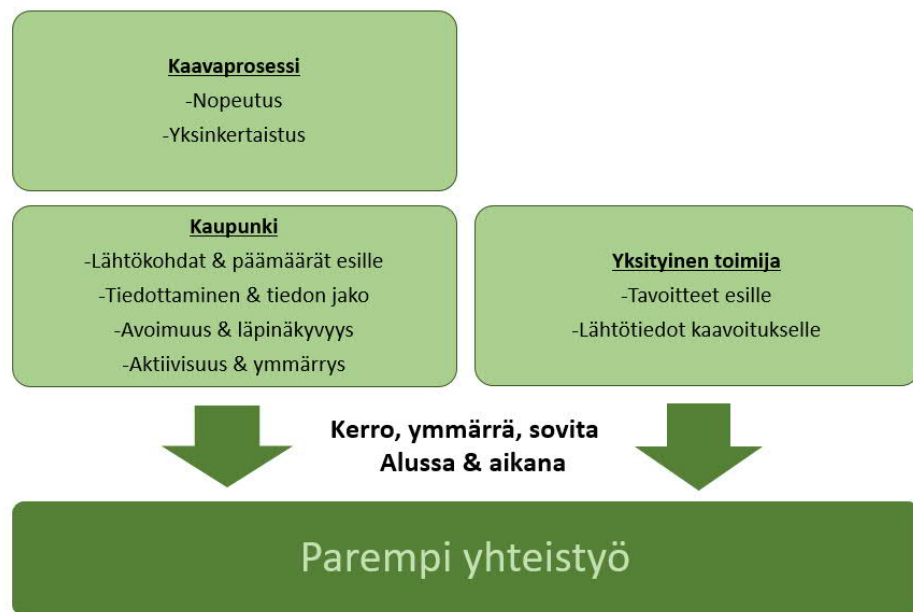 Kaavaprosessi
-Nopeutus
-Yksinkertaistus
Kaupunki
-Lähtökohdat & päämäärät esille
-Tiedottaminen & tiedon jako
-Avoimuus & läpinäkyvyys
-Aktiivisuus & ymmärrys
Yksityinen toimija
-Tavoitteet esille
-Lähtötiedot kaavoitukselle
Kerro, ymmärrä, sovita
Alussa & aikana
Parempi yhteistyö